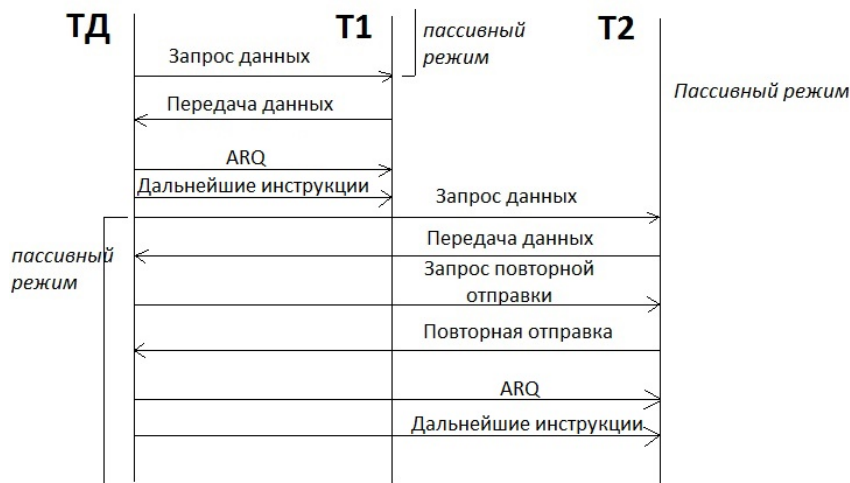 ТД
Т1
пассивный
режим
Т2
Запрос данных
Пассивный режим
Передача данных
ARQ
Дальнейшие инструкции
Запрос данных
Передача данных
пассивный
режим
Запрос повторной
отправки
Повторная отправка
ARQ
Дальнейшие инструкции